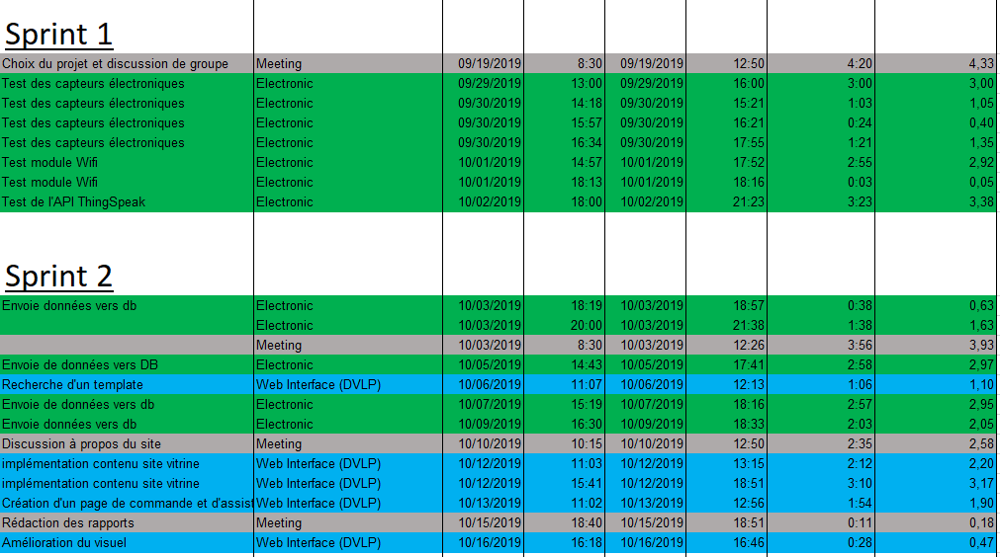 Sprint 1
Choix du projet et discussion de groupe Meeting 09/19/2019 8:30 09/19/2019 12:50 4:20 4,33
Test des capteurs électroniques Electronic 09/29/2019 13:00 09/29/2019 16:00 3:00 3,00
Test des capteurs électroniques Electronic 09/30/2019 14:18 09/30/2019 15:21 1:03 1,05
Test des capteurs électroniques Electronic 09/30/2019 15:57 09/30/2019 16:21 0:24 0,40
Test des capteurs électroniques Electronic 09/30/2019 16:34 09/30/2019 17:55 1:21 1,35
Test module Wifi Electronic 10/01/2019 14:57 10/01/2019 17:52 2:55 2,92
Test module Wifi Electronic 10/01/2019 18:13 10/01/2019 18:16 0:03 0,05
Test de l'API ThingSpeak Electronic 10/02/2019 18:00 10/02/2019 21:23 3:23 3,38
Sprint 2
Envoie données vers db Electronic 10/03/2019 18:19 10/03/2019 18:57 0:38 0,63
Electronic 10/03/2019 20:00 10/03/2019 21:38 1:38 1,63
Meeting 10/03/2019 8:30 10/03/2019 12:26 3:56 3,93
Envoie de données vers DB Electronic 10/05/2019 14:43 10/05/2019 17:41 2:58 2,97
Recherche d'un template Web Interface (DVLP) 10/06/2019 11:07 10/06/2019 12:13 1:06 1,10
Envoie de données vers db Electronic 10/07/2019 15:19 10/07/2019 18:16 2:57 2,95
Envoie données vers db Electronic 10/09/2019 16:30 10/09/2019 18:33 2:03 2,05
Discussion à propos du site Meeting 10/10/2019 10:15 10/10/2019 12:50 2:35 2,58
implémentation contenu site vitrine Web Interface (DVLP) 10/12/2019 11:03 10/12/2019 13:15 2:12 2,20
implémentation contenu site vitrine Web Interface (DVLP) 10/12/2019 15:41 10/12/2019 18:51 3:10 3,17
Création d'un page de commande et d'assist Web Interface (DVLP) 10/13/2019 11:02 10/13/2019 12:56 1:54 1,90
Rédaction des rapports Meeting 10/15/2019 18:40 10/15/2019 18:51 0:11 0,18
Amélioration du visuel Web Interface (DVLP) 10/16/2019 16:18 10/16/2019 16:46 0:28 0,47